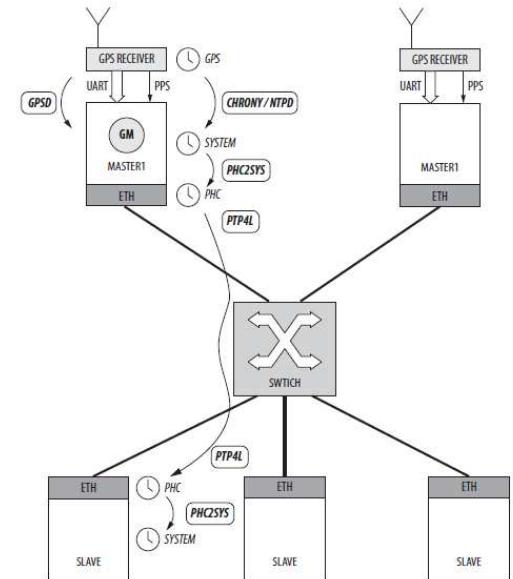 GPS RECEIVER
GPS
GPS RECEIVER
UART
PPS
UART
PPS
GPSD
CHRONY / NTPD
GM
SYSTEM
MASTER1
PHC2SYS
MASTER1
ETH
PHC
ETH
PTP4L
SWTICH
PTP4L
ETH
PHC
ETH
ETH
PHC2SYS
SYSTEM
SLAVE
SLAVE
SLAVE